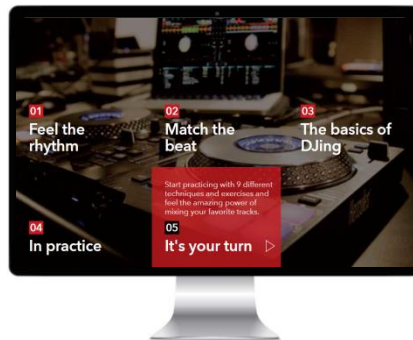 01
Feel the
rhythm
02
Match the
beat
03
The basics of
DJing
04
In practice
Start practicing with 9 different
techniques and exercises and
feel the amazing power of
mixing your favorite tracks.
05
It's your turn